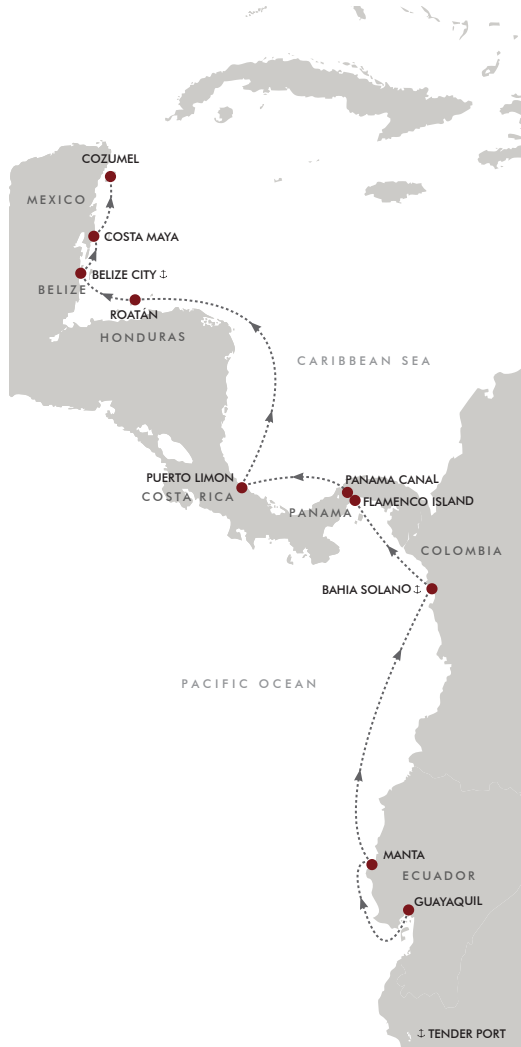 COZUMEL
MEXICO
COSTA MAYA
BELIZE CITY ⚓
BELIZE
ROATÁN
HONDURAS
CARIBBEAN SEA
PUERTO LIMON
COSTA RICA
PANAMA CANAL
FLAMENCO ISLAND
PANAMA
COLOMBIA
BAHIA SOLANO ⚓
PACIFIC OCEAN
MANTA
ECUADOR
GUAYAQUIL
⚓ TENDER PORT